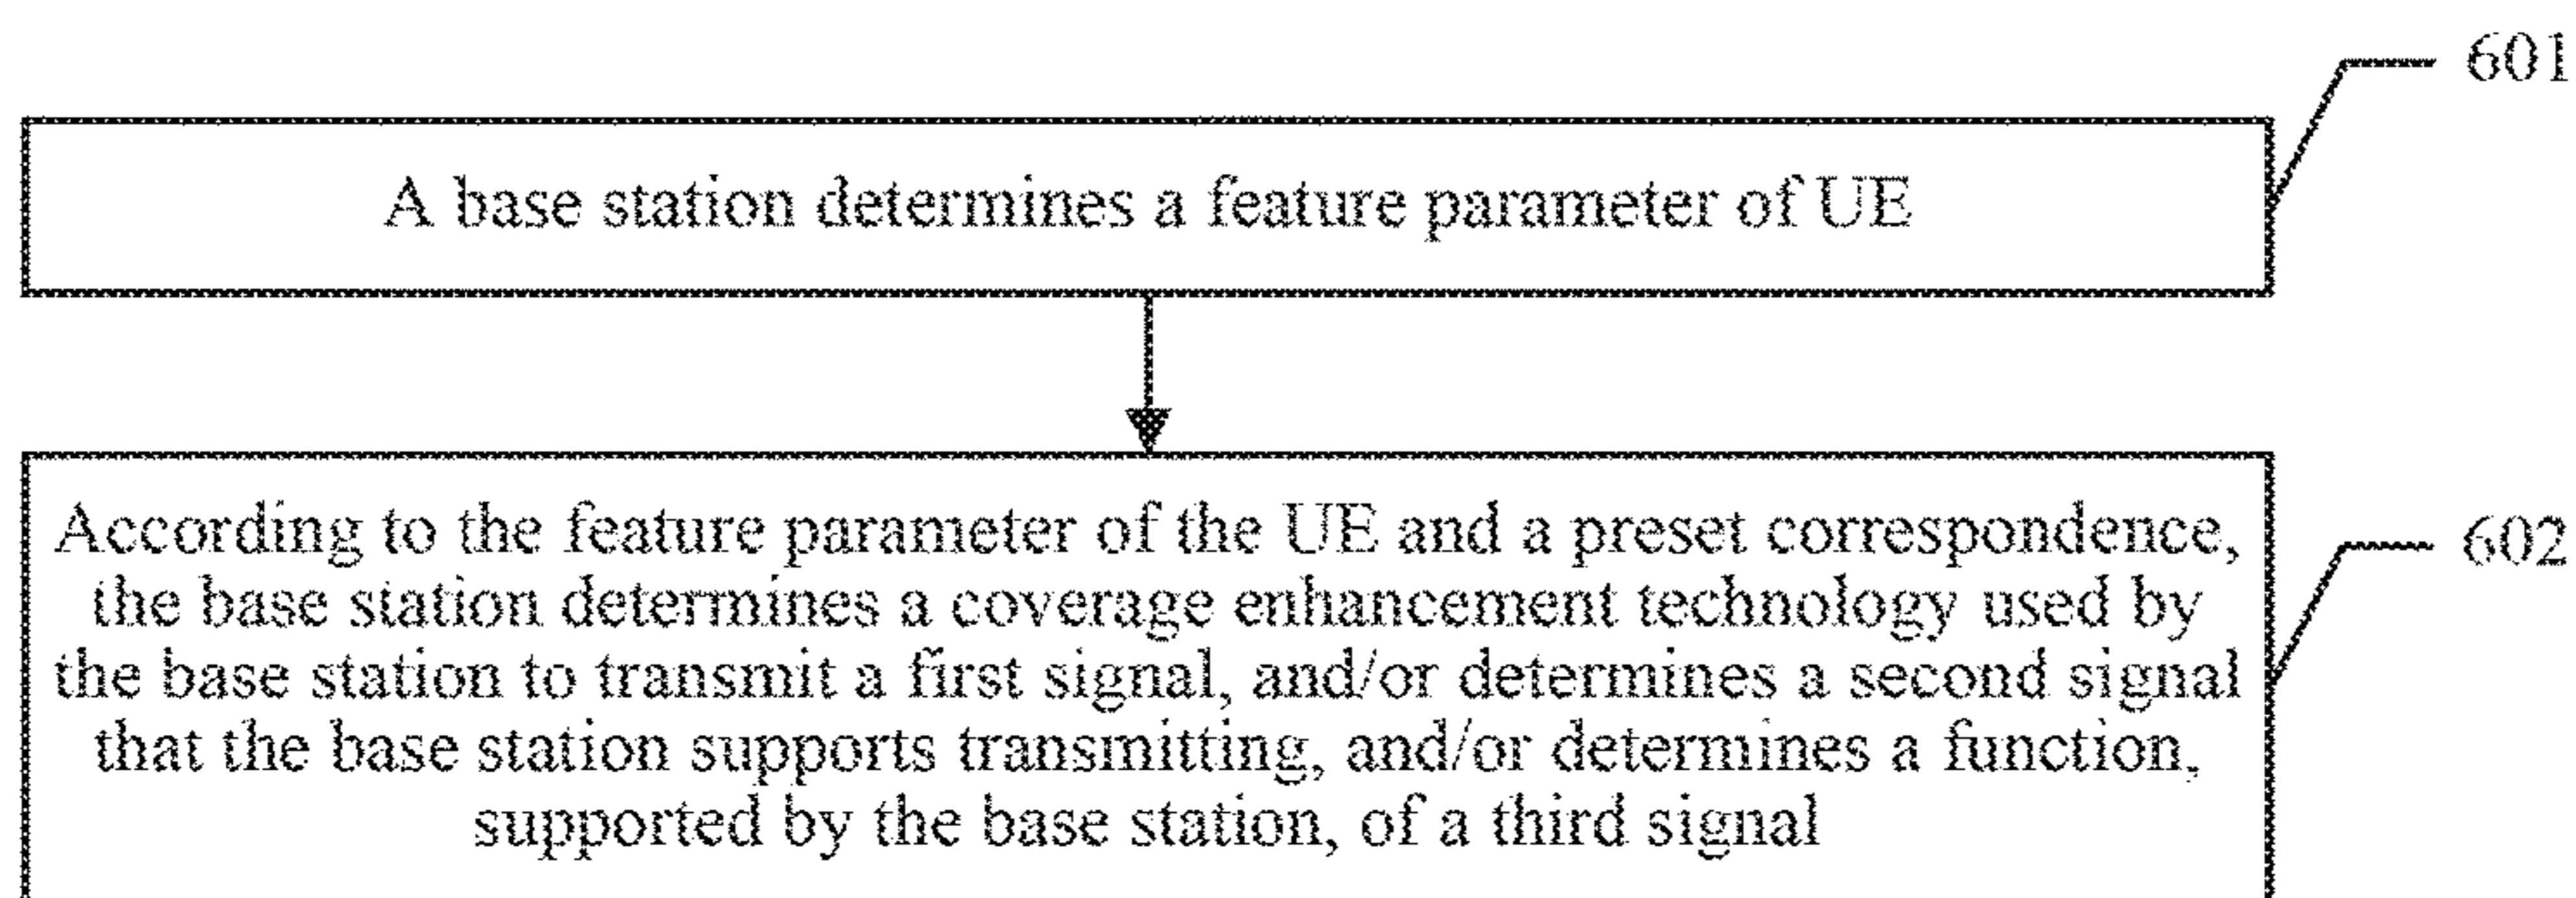 601
A base station determines a feature parameter of UE
According to the feature parameter of the UE and a preset correspondence,
602
the base station determines a coverage enhancement technology used by
the base station to transmit a first signal, and/or determines a second signal
that the base station supports transmitting, and/or determines a function,
supported by the base station, of a third signal